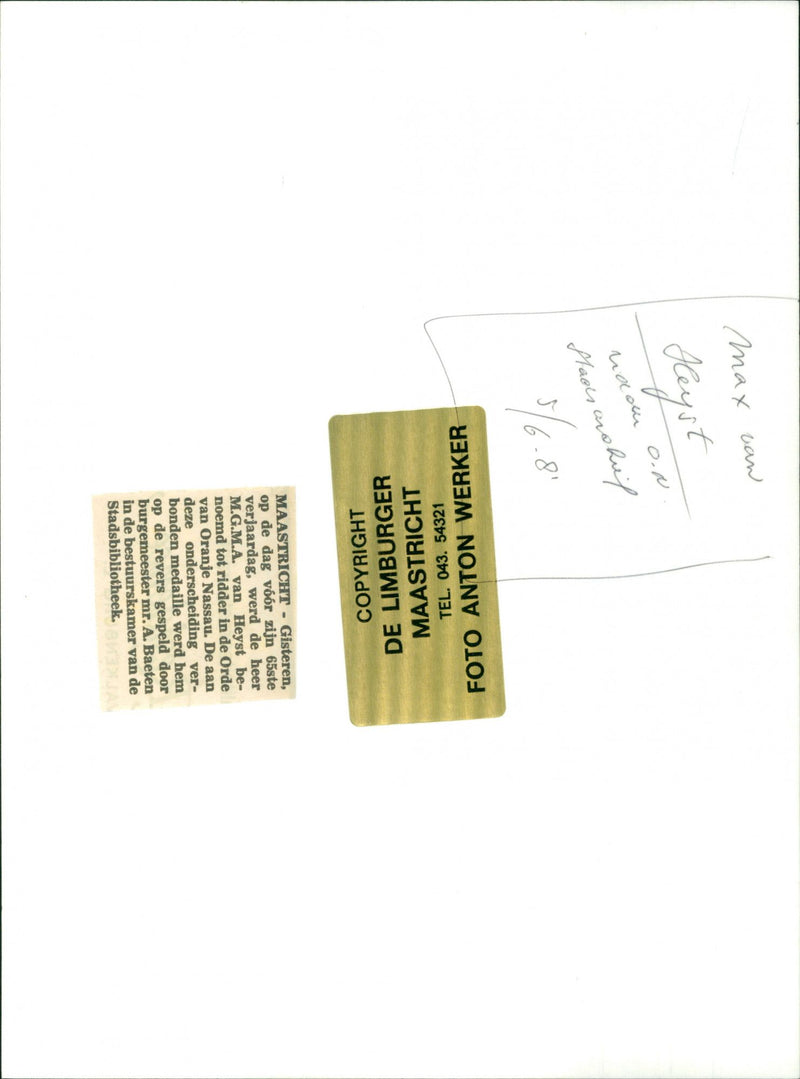 MAASTRICHT - Gisteren,
op de dag vóór zijn 65ste
verjaardag, werd de heer
M.G.M.A. van Heyst be-
noemd tot ridder in de Orde
van Oranje Nassau. De aan
deze onderscheiding ver-
bonden medaille werd hem
op de revers gespeld door
burgemeester mr. A. Baeten
in de bestuurskamer van de
Stadsbibliotheek.
COPYRIGHT
DE LIMBURGER
MAASTRICHT
TEL. 043. 54321
FOTO ANTON WERKER
Max van
Heyst
O.N.
5/6-8